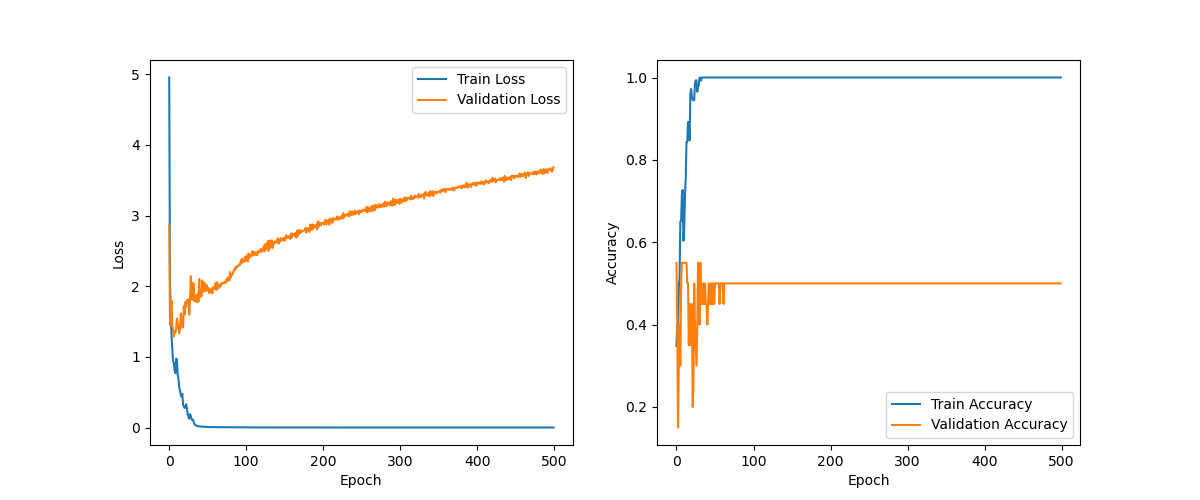 Train Loss
Validation Loss
5
4
3
2
1
0
Loss
0 100 200 300 400 500
Epoch
1.0
0.8
0.6
0.4
0.2
Accuracy
Train Accuracy
Validation Accuracy
0 100 200 300 400 500
Epoch